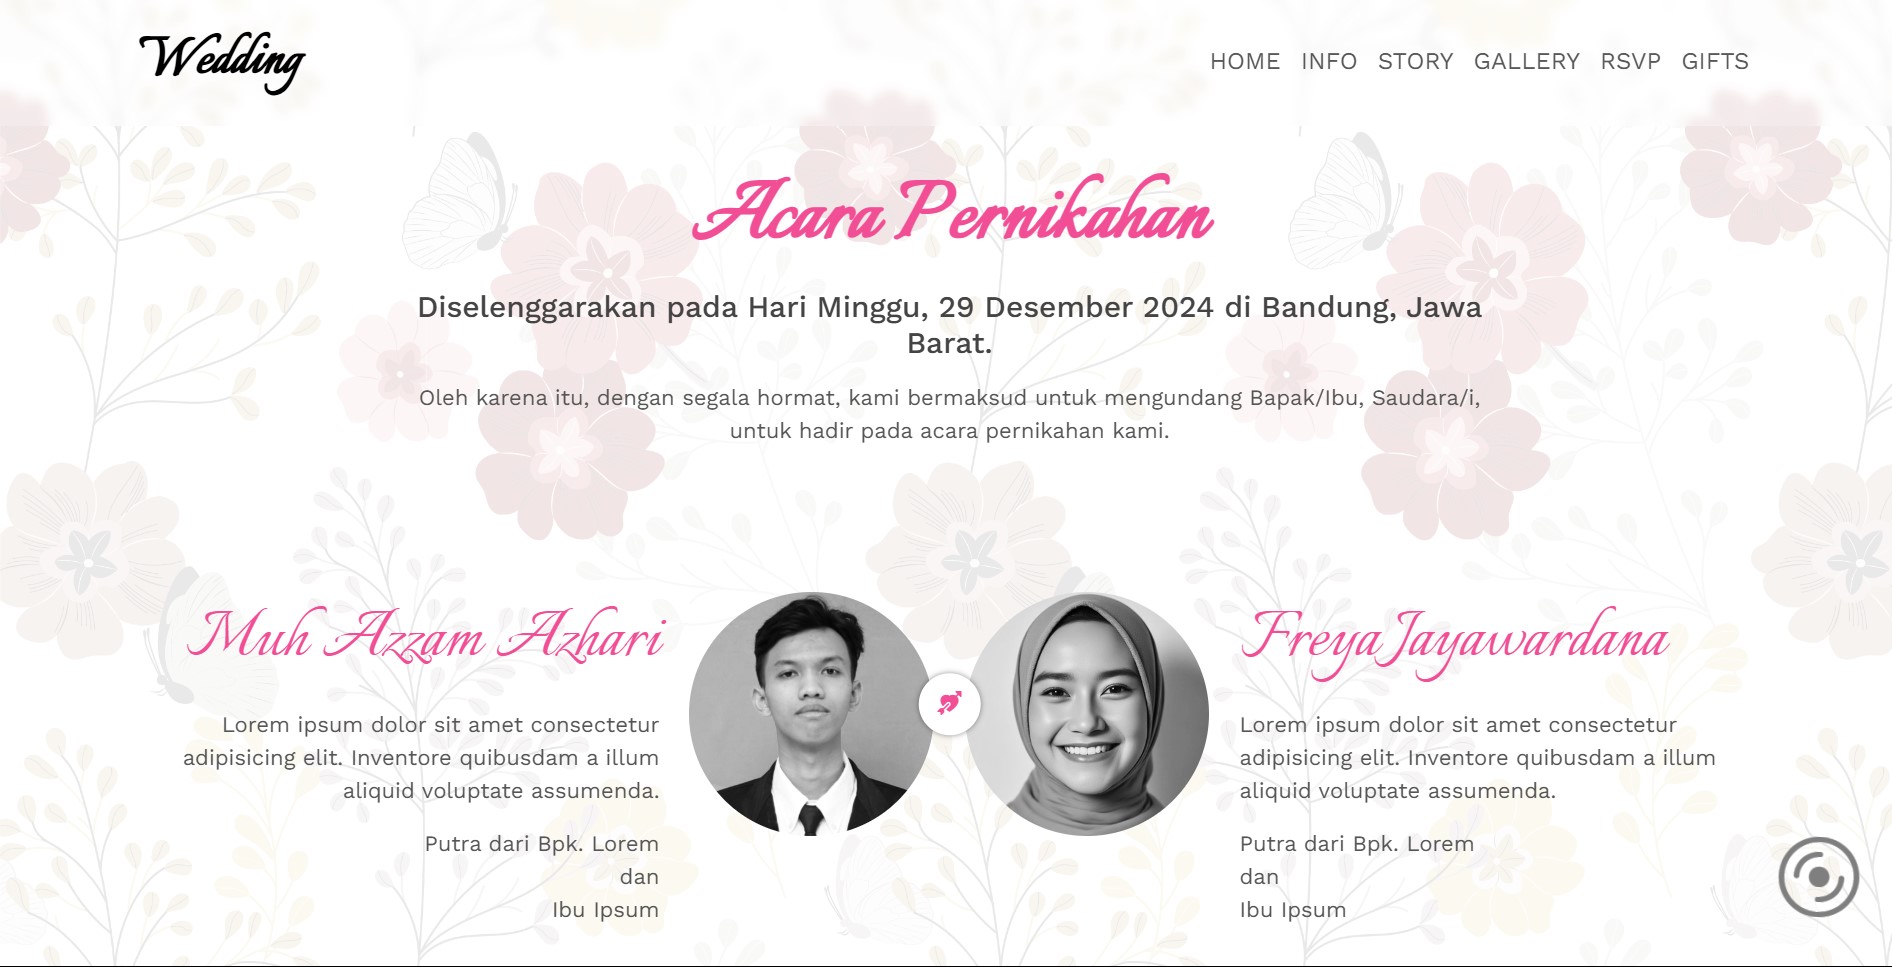 Wedding
HOME INFO STORY GALLERY RSVP GIFTS
Acara Pernikahan
Diselenggarakan pada Hari Minggu, 29 Desember 2024 di Bandung, Jawa
Barat.
Oleh karena itu, dengan segala hormat, kami bermaksud untuk mengundang Bapak/Ibu, Saudara/i,
untuk hadir pada acara pernikahan kami.
Muh Azzam Azhari
Lorem ipsum dolor sit amet consectetur
adipisicing elit. Inventore quibusdam a illum
aliquid voluptate assumenda.
Putra dari Bpk. Lorem
dan
Ibu Ipsum
Freya Jayawardana
Lorem ipsum dolor sit amet consectetur
adipisicing elit. Inventore quibusdam a illum
aliquid voluptate assumenda.
Putra dari Bpk. Lorem
dan
Ibu Ipsum